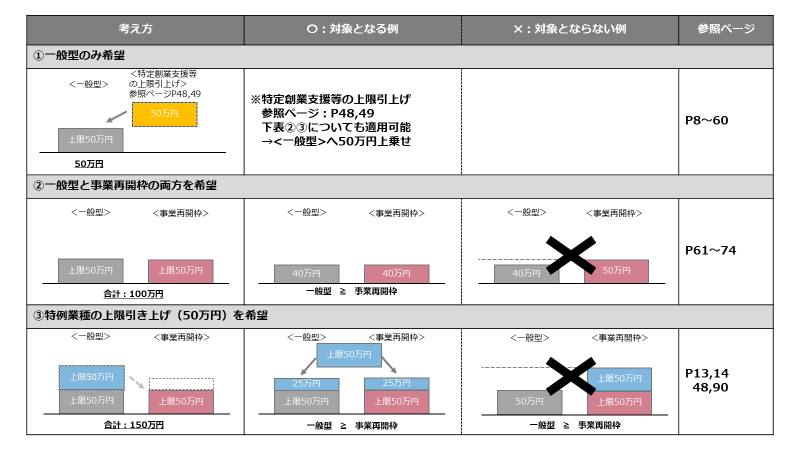 考え方
〇：対象となる例
×：対象とならない例
参照ページ
①一般型のみ希望
＜一般型＞
＜特定創業支援等
の上限引上げ＞
参照ページP48,49
50万円
上限50万円
50万円
※特定創業支援等の上限引上げ
参照ページ：P48,49
下表②③についても適用可能
→<一般型>へ50万円上乗せ
P8～60
②一般型と事業再開枠の両方を希望
＜一般型＞
＜事業再開枠＞
上限50万円
上限50万円
合計：100万円
＜一般型＞
＜事業再開枠＞
40万円
40万円
一般型 ≧ 事業再開枠
＜一般型＞
＜事業再開枠＞
40万円
50万円
P61～74
③特例業種の上限引き上げ（50万円）を希望
＜一般型＞
＜事業再開枠＞
上限50万円
上限50万円
上限50万円
合計：150万円
＜一般型＞
＜事業再開枠＞
上限50万円
25万円
25万円
上限50万円
上限50万円
一般型 ≧ 事業再開枠
＜一般型＞
＜事業再開枠＞
上限50万円
50万円
上限50万円
一般型 ≧ 事業再開枠
P13,14
48,90